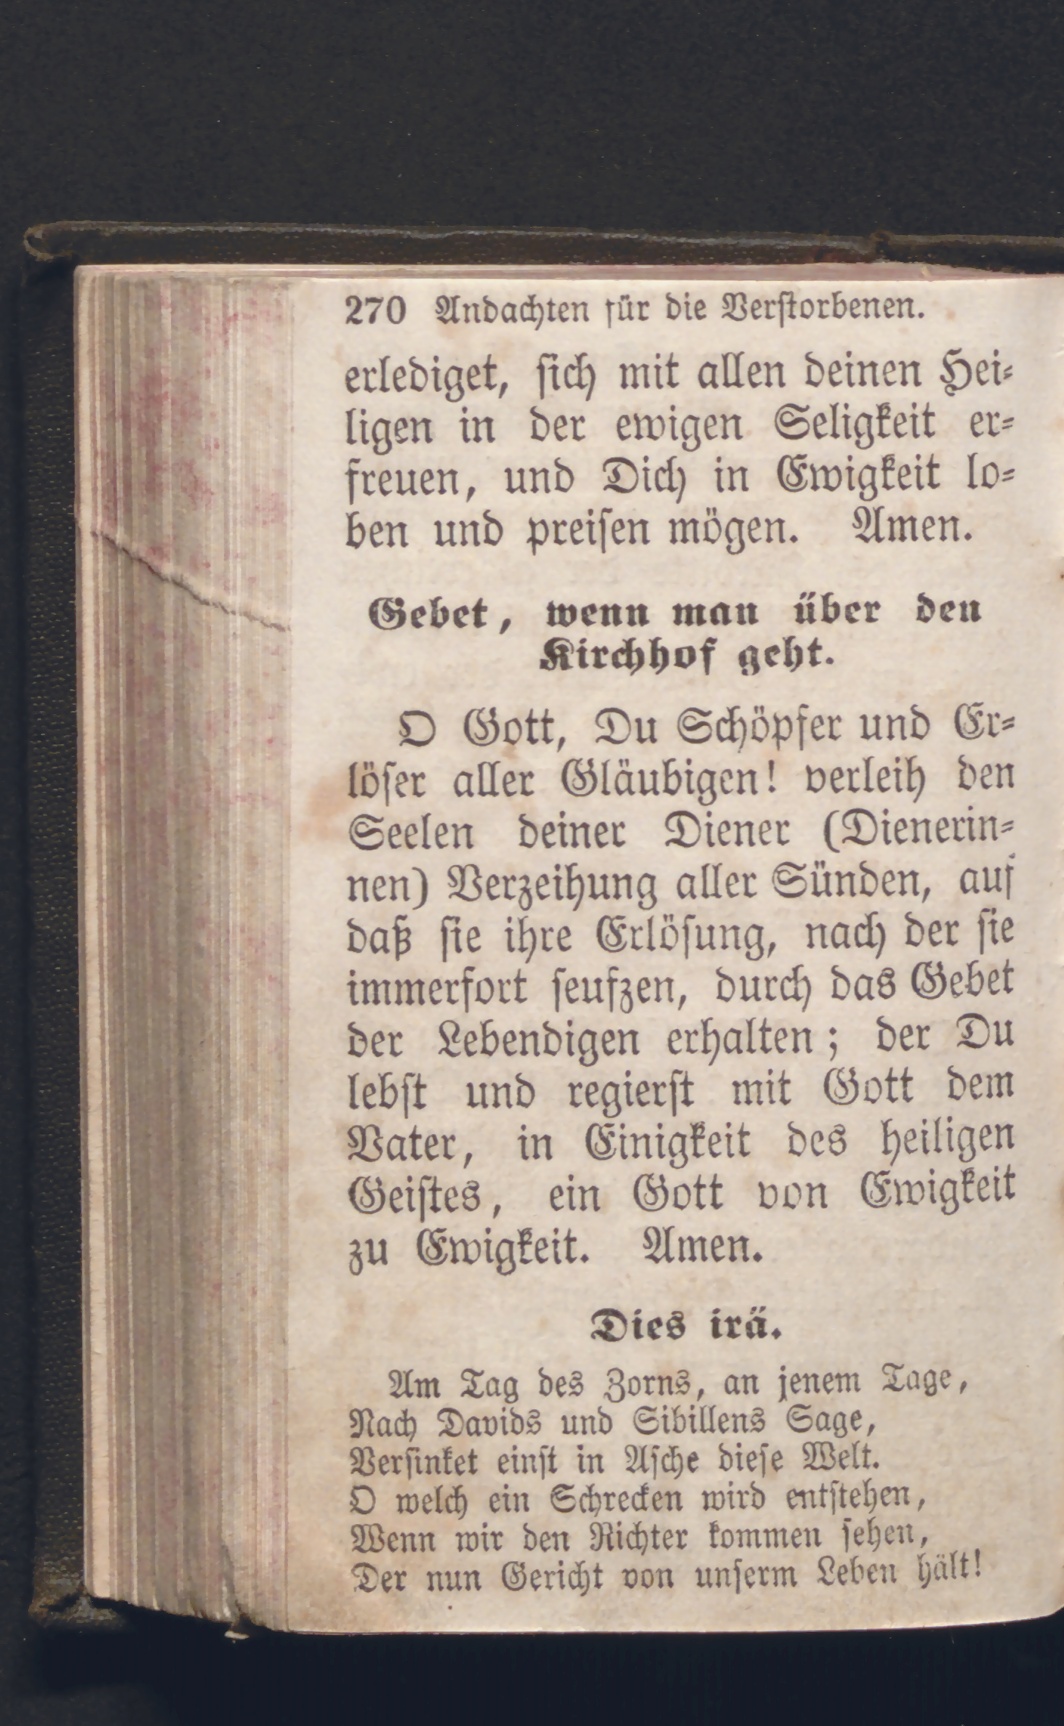 270 Andachten für die Verstorbenen.
erlediget, sich mit allen deinen Hei-
ligen in der ewigen Seligkeit er-
freuen, und Dich in Ewigkeit lo-
ben und preisen mögen. Amen.
Gebet, wenn man über den
Kirchhof geht.
O Gott, Du Schöpfer und Er-
löser aller Gläubigen! verleih den
Seelen deiner Diener (Dienerin-
nen) Verzeihung aller Sünden, auf
daß sie ihre Erlösung, nach der sie
immerfort seufzen, durch das Gebet
der Lebendigen erhalten; der Du
lebst und regierst mit Gott dem
Vater, in Einigkeit des heiligen
Geistes, ein Gott von Ewigkeit
zu Ewigkeit. Amen.
Dies irä.
Am Tag des Zorns, an jenem Tage,
Nach Davids und Sibillens Sage,
Versinket einst in Asche diese Welt.
O welch ein Schrecken wird entstehen,
Wenn wir den Richter kommen sehen,
Der nun Gericht von unserm Leben hält!